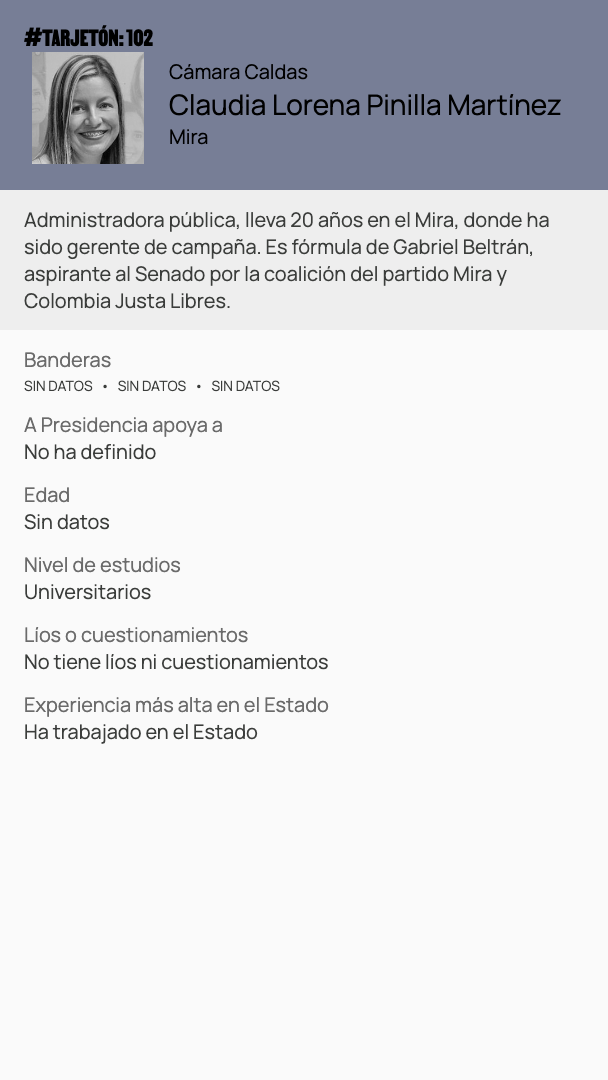 #TARJETÓN: 102
Cámara Caldas
Claudia Lorena Pinilla Martínez
Mira
Administradora pública, lleva 20 años en el Mira, donde ha
sido gerente de campaña. Es fórmula de Gabriel Beltrán,
aspirante al Senado por la coalición del partido Mira y
Colombia Justa Libres.
Banderas
SIN DATOS • SIN DATOS • SIN DATOS
A Presidencia apoya a
No ha definido
Edad
Sin datos
Nivel de estudios
Universitarios
Líos o cuestionamientos
No tiene líos ni cuestionamientos
Experiencia más alta en el Estado
Ha trabajado en el Estado